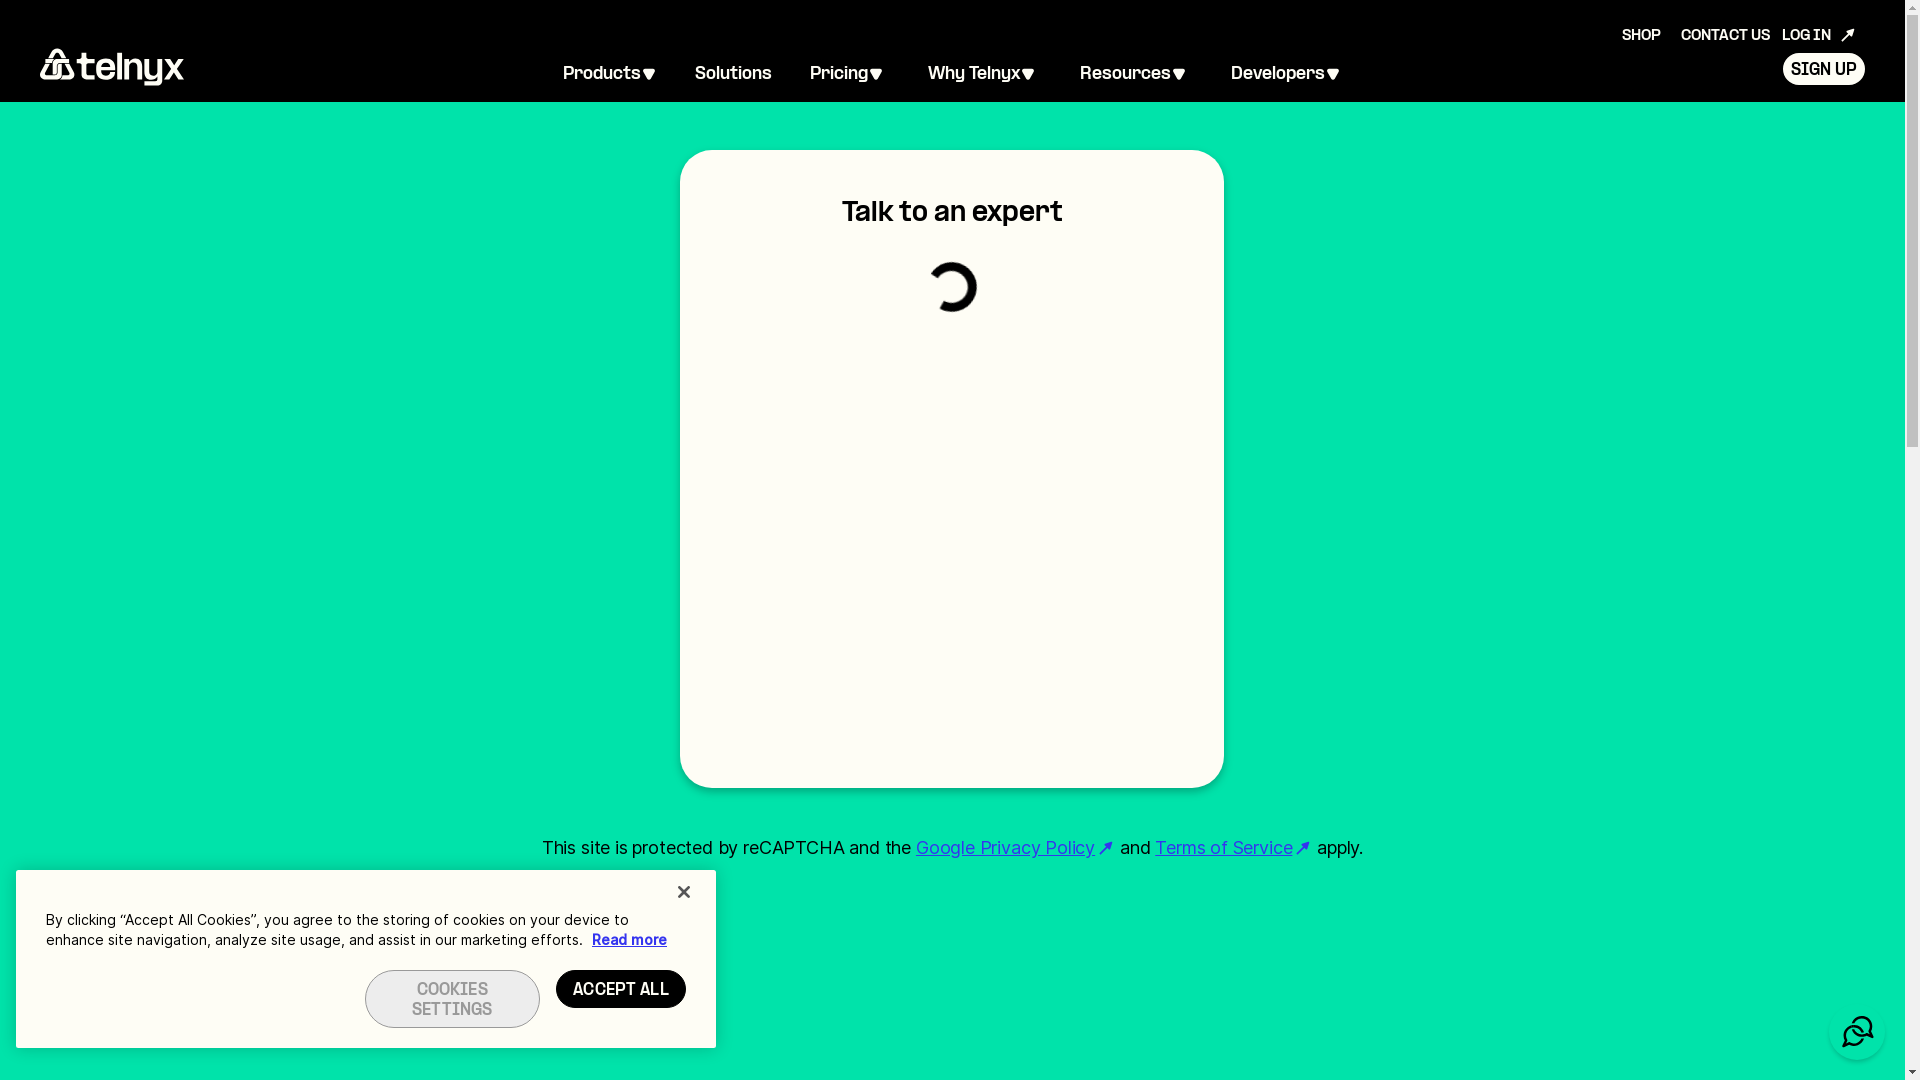 SHOP CONTACT US LOG IN
telnyx Products Solutions Pricing Why Telnyx Resources Developers SIGN UP
Talk to an expert
This site is protected by reCAPTCHA and the Google Privacy Policy and Terms of Service apply.
By clicking “Accept All Cookies”, you agree to the storing of cookies on your device to
enhance site navigation, analyze site usage, and assist in our marketing efforts. Read more
COOKIES
SETTINGS
ACCEPT ALL